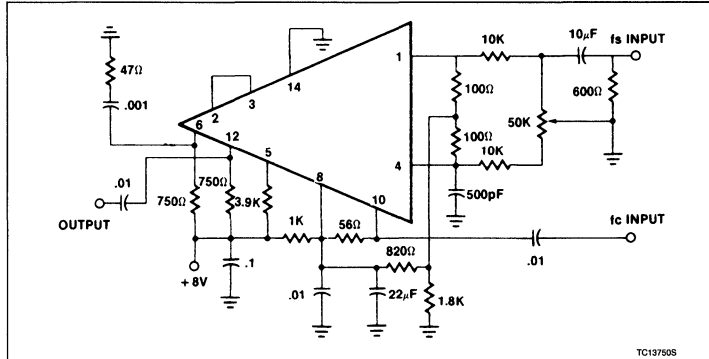 1
10K
10μF
fs INPUT
14
47Ω
3
100Ω
600Ω
2
50K
.001
6
12
100Ω
5
4
10K
8
.01
750Ω
750Ω
3.9K
10
500pF
OUTPUT
1K
56Ω
fc INPUT
820Ω
.01
+8V
.1
.01
22μF
1.8K
TC13750S